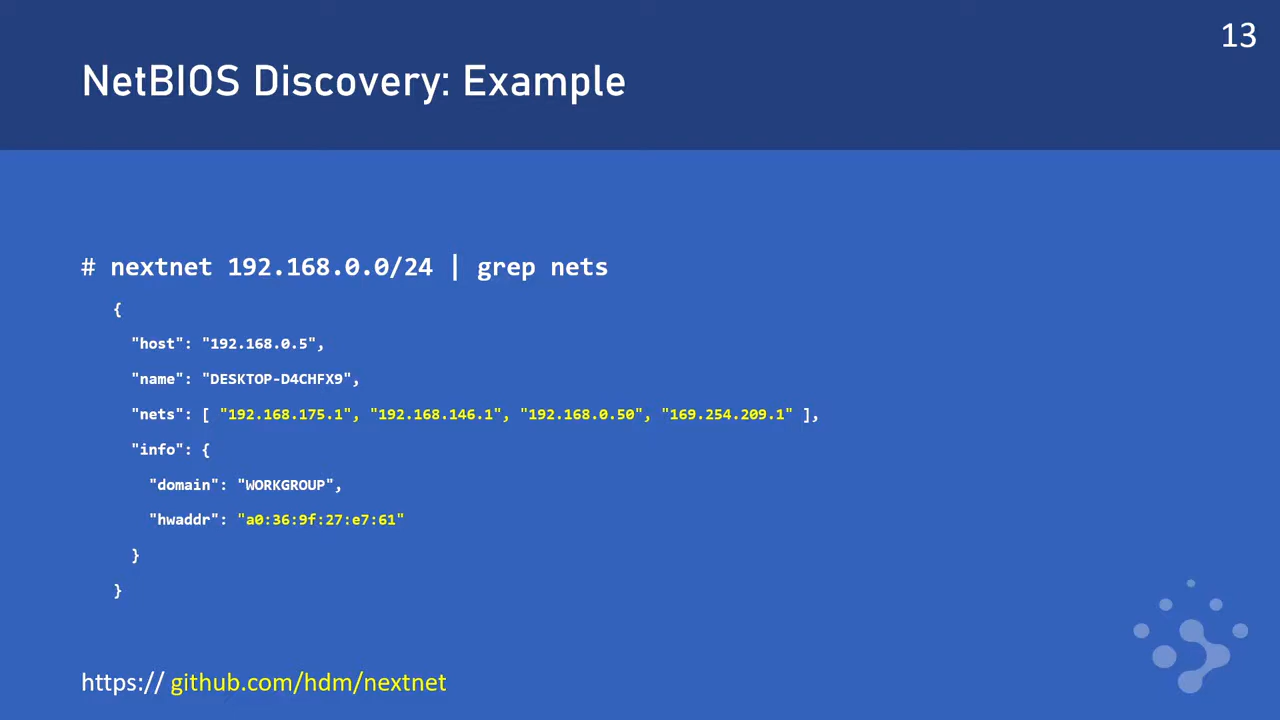 13
NetBIOS Discovery: Example
# nextnet 192.168.0.0/24 | grep nets
{
"host": "192.168.0.5",
"name": "DESKTOP-D4CHFX9",
"nets": [ "192.168.175.1", "192.168.146.1", "192.168.0.50", "169.254.209.1" ],
"info": {
"domain": "WORKGROUP",
"hwaddr": "a0:36:9f:27:e7:61"
}
}
https:// github.com/hdm/nextnet